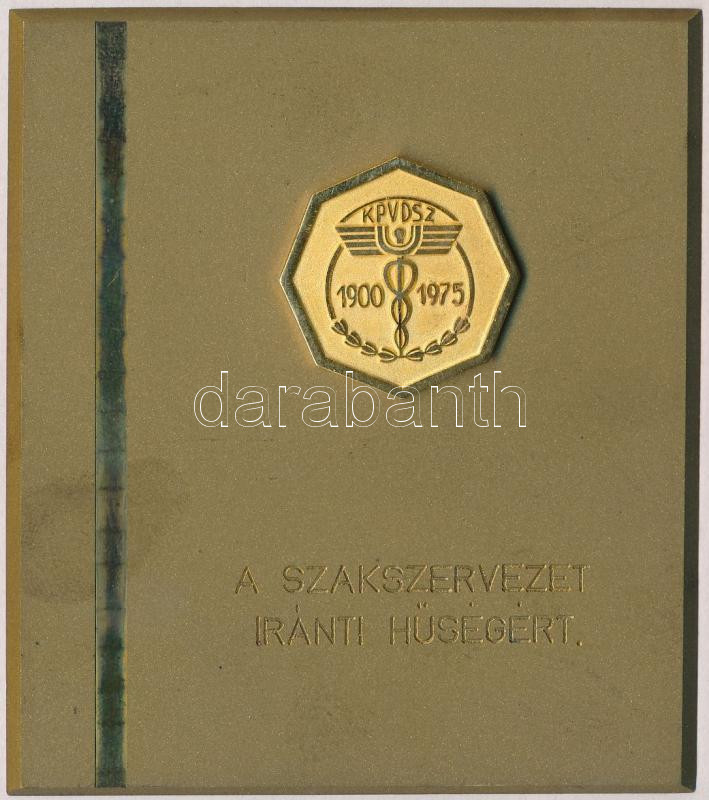 KPVDSZ
1900 1975
darabanth
A SZAKSZERVEZET
IRÁNTI HŰSÉGÉRT.